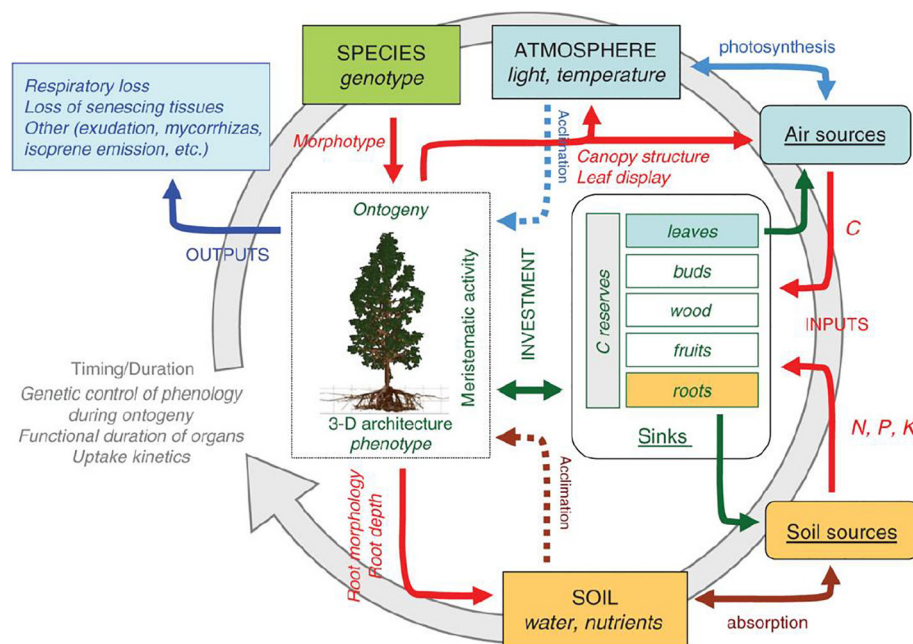 SPECIES
genotype
ATMOSPHERE
light, temperature
photosynthesis
Respiratory loss
Loss of senescing tissues
Other (exudation, mycorrhizas,
isoprene emission, etc.)
Air sources
Morphotype
Acclimation
Canopy structure
Leaf display
OUTPUTS
Ontogeny
Meristematic activity
3-D architecture
phenotype
INVESTMENT
C reserves
leaves
buds
wood
fruits
roots
Sinks
C
INPUTS
N, P, K
Timing/Duration
Genetic control of phenology
during ontogeny
Functional duration of organs
Uptake kinetics
Root morphology
Root depth
Acclimation
Soil sources
SOIL
water, nutrients
absorption